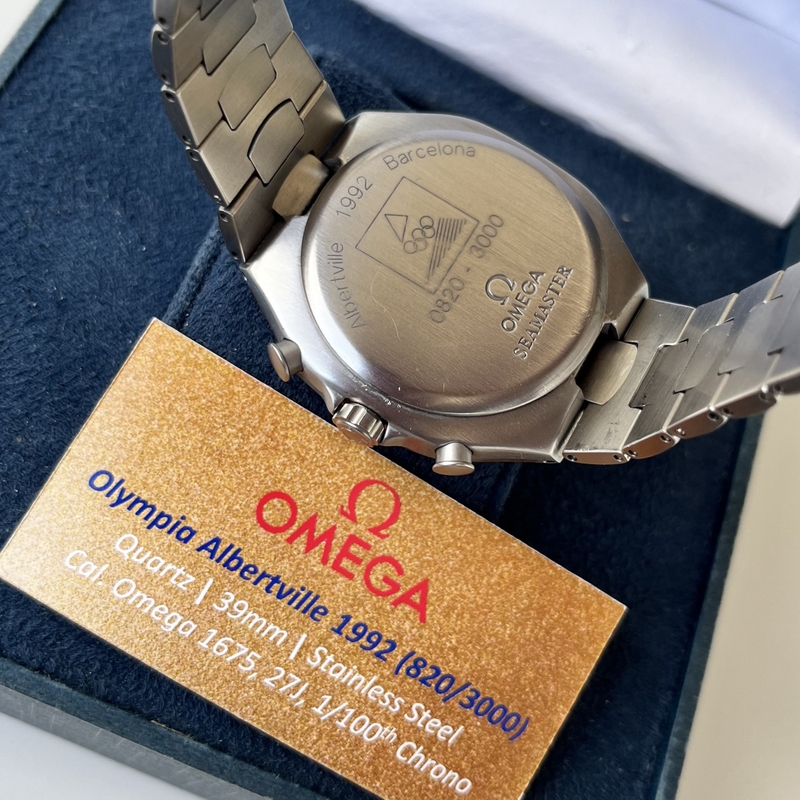 Albertville 1992 Barcelona
0820 - 3000
Ω
OMEGA
SEAMASTER
Ω
OMEGA
Olympia Albertville 1992 (820/3000)
Quartz | 39mm | Stainless Steel
Cal. Omega 1675, 27J, 1/100th Chrono